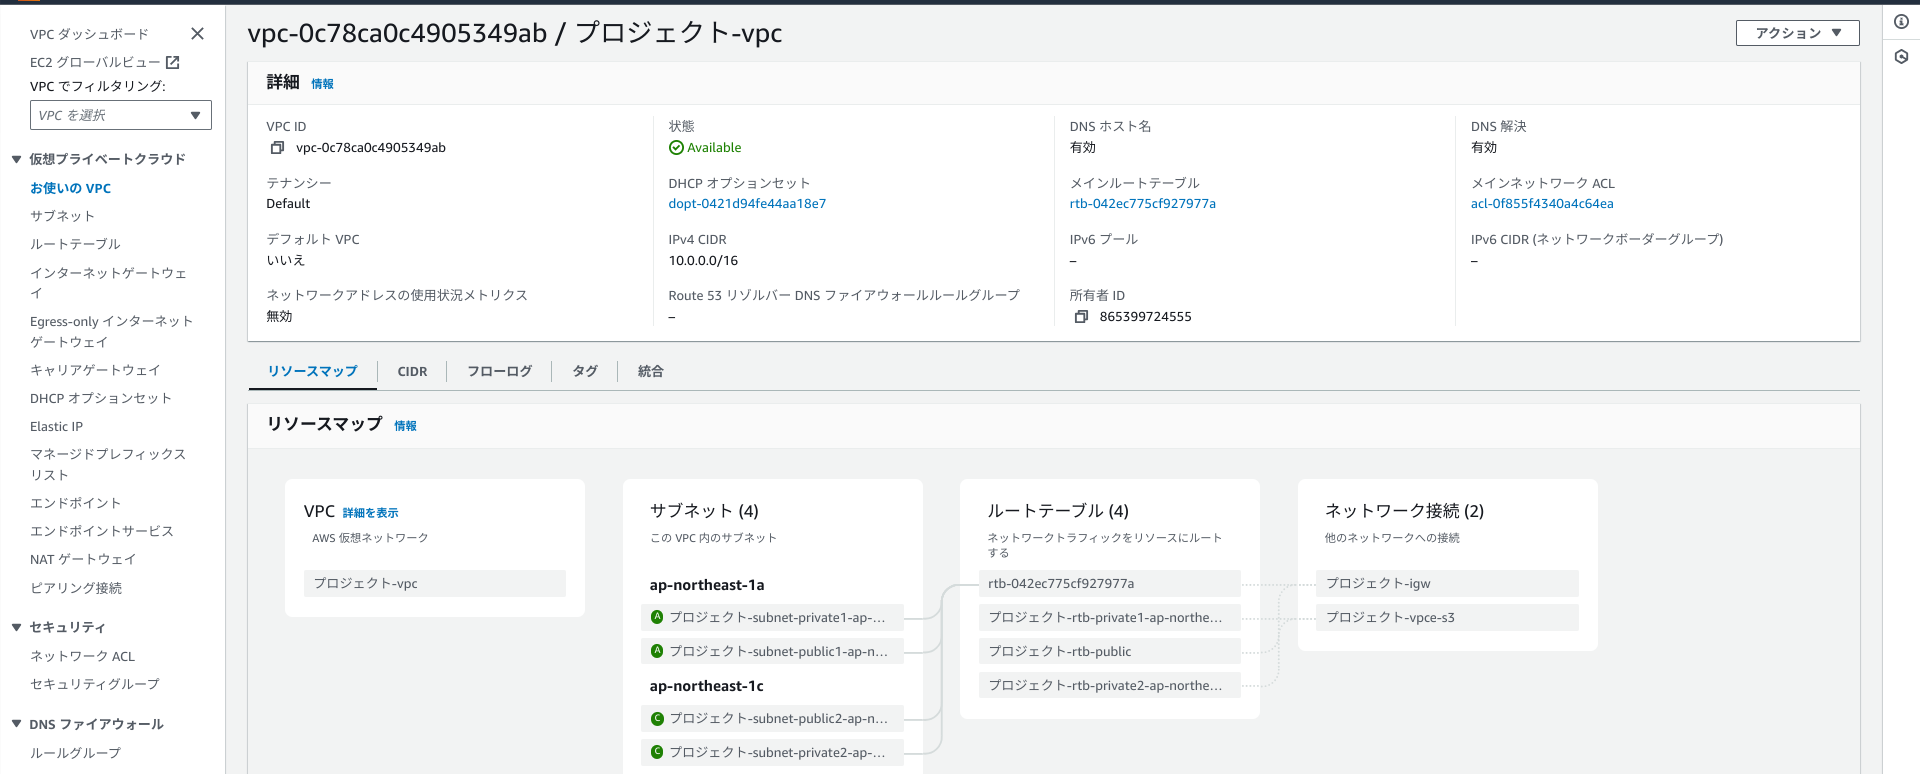 VPC ダッシュボード
EC2 グローバルビュー
VPC でフィルタリング:
VPC を選択
仮想プライベートクラウド
お使いの VPC
サブネット
ルートテーブル
インターネットゲートウェ
イ
Egress-only インターネット
ゲートウェイ
キャリアゲートウェイ
DHCP オプションセット
Elastic IP
マネージドプレフィックス
リスト
エンドポイント
エンドポイントサービス
NAT ゲートウェイ
ピアリング接続
セキュリティ
ネットワーク ACL
セキュリティグループ
DNS ファイアウォール
ルールグループ
vpc-0c78ca0c4905349ab / プロジェクト-vpc
アクション
詳細 情報
VPC ID
vpc-0c78ca0c4905349ab
状態
Available
DNS ホスト名
有効
DNS 解決
有効
テナンシー
Default
DHCP オプションセット
dopt-0421d94fe44aa18e7
メインルートテーブル
rtb-042ec775cf927977a
メインネットワーク ACL
acl-0f855f4340a4c64ea
デフォルト VPC
いいえ
IPv4 CIDR
10.0.0.0/16
IPv6 プール
–
IPv6 CIDR (ネットワークボーダーグループ)
–
ネットワークアドレスの使用状況メトリクス
無効
Route 53 リゾルバー DNS ファイアウォールルールグループ
–
所有者 ID
865399724555
リソースマップ
CIDR
フローログ
タグ
統合
リソースマップ 情報
VPC 詳細を表示
AWS 仮想ネットワーク
プロジェクト-vpc
サブネット (4)
この VPC 内のサブネット
ap-northeast-1a
A プロジェクト-subnet-private1-ap-...
A プロジェクト-subnet-public1-ap-n...
ap-northeast-1c
C プロジェクト-subnet-public2-ap-n...
C プロジェクト-subnet-private2-ap-...
ルートテーブル (4)
ネットワークトラフィックをリソースにルート
する
rtb-042ec775cf927977a
プロジェクト-rtb-private1-ap-northe...
プロジェクト-rtb-public
プロジェクト-rtb-private2-ap-northe...
ネットワーク接続 (2)
他のネットワークへの接続
プロジェクト-igw
プロジェクト-vpce-s3